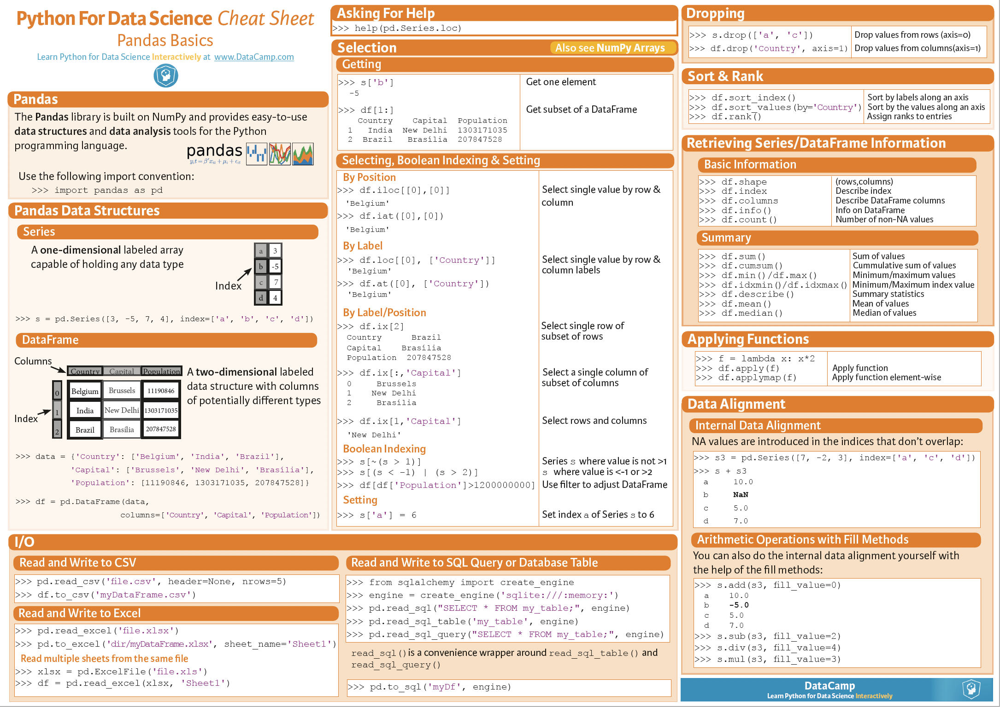 Python For Data Science Cheat Sheet
Pandas Basics
Learn Python for Data Science Interactively at www.DataCamp.com
Pandas
The Pandas library is built on NumPy and provides easy-to-use
data structures and data analysis tools for the Python
programming language.
pandas
y_it = β'x_it + μ_i + ϵ_it
Use the following import convention:
>>> import pandas as pd
Pandas Data Structures
Series
A one-dimensional labeled array
capable of holding any data type
Index
a 3
b -5
c 7
d 4
>>> s = pd.Series([3, -5, 7, 4], index=['a', 'b', 'c', 'd'])
DataFrame
Columns
Country Capital Population
0 Belgium Brussels 11190846
1 India New Delhi 1303171035
2 Brazil Brasília 207847528
Index
A two-dimensional labeled
data structure with columns
of potentially different types
>>> data = {'Country': ['Belgium', 'India', 'Brazil'],
'Capital': ['Brussels', 'New Delhi', 'Brasília'],
'Population': [11190846, 1303171035, 207847528]}
>>> df = pd.DataFrame(data,
columns=['Country', 'Capital', 'Population'])
Asking For Help
>>> help(pd.Series.loc)
Selection
Also see NumPy Arrays
Getting
>>> s['b'] Get one element
-5
>>> df[1:] Get subset of a DataFrame
Country Capital Population
1 India New Delhi 1303171035
2 Brazil Brasília 207847528
Selecting, Boolean Indexing & Setting
By Position
>>> df.iloc[[0],[0]] Select single value by row &
'Belgium' column
>>> df.iat([0],[0])
'Belgium'
By Label
>>> df.loc[[0], ['Country']] Select single value by row &
'Belgium' column labels
>>> df.at([0], ['Country'])
'Belgium'
By Label/Position
>>> df.ix[2] Select single row of
Country Brazil subset of rows
Capital Brasília
Population 207847528
>>> df.ix[:,'Capital'] Select a single column of
0 Brussels subset of columns
1 New Delhi
2 Brasília
>>> df.ix[1,'Capital'] Select rows and columns
'New Delhi'
Boolean Indexing
>>> s[~(s > 1)] Series s where value is not >1
>>> s[(s < -1) | (s > 2)] s where value is <-1 or >2
>>> df[df['Population']>1200000000] Use filter to adjust DataFrame
Setting
>>> s['a'] = 6 Set index a of Series s to 6
I/O
Read and Write to CSV
>>> pd.read_csv('file.csv', header=None, nrows=5)
>>> df.to_csv('myDataFrame.csv')
Read and Write to Excel
>>> pd.read_excel('file.xlsx')
>>> pd.to_excel('dir/myDataFrame.xlsx', sheet_name='Sheet1')
Read multiple sheets from the same file
>>> xlsx = pd.ExcelFile('file.xls')
>>> df = pd.read_excel(xlsx, 'Sheet1')
Read and Write to SQL Query or Database Table
>>> from sqlalchemy import create_engine
>>> engine = create_engine('sqlite:///:memory:')
>>> pd.read_sql("SELECT * FROM my_table;", engine)
>>> pd.read_sql_table('my_table', engine)
>>> pd.read_sql_query("SELECT * FROM my_table;", engine)
read_sql() is a convenience wrapper around read_sql_table() and
read_sql_query()
>>> pd.to_sql('myDf', engine)
Dropping
>>> s.drop(['a', 'c']) Drop values from rows (axis=0)
>>> df.drop('Country', axis=1) Drop values from columns(axis=1)
Sort & Rank
>>> df.sort_index() Sort by labels along an axis
>>> df.sort_values(by='Country') Sort by the values along an axis
>>> df.rank() Assign ranks to entries
Retrieving Series/DataFrame Information
Basic Information
>>> df.shape (rows,columns)
>>> df.index Describe index
>>> df.columns Describe DataFrame columns
>>> df.info() Info on DataFrame
>>> df.count() Number of non-NA values
Summary
>>> df.sum() Sum of values
>>> df.cumsum() Cummulative sum of values
>>> df.min()/df.max() Minimum/maximum values
>>> df.idxmin()/df.idxmax() Minimum/Maximum index value
>>> df.describe() Summary statistics
>>> df.mean() Mean of values
>>> df.median() Median of values
Applying Functions
>>> f = lambda x: x*2
>>> df.apply(f) Apply function
>>> df.applymap(f) Apply function element-wise
Data Alignment
Internal Data Alignment
NA values are introduced in the indices that don't overlap:
>>> s3 = pd.Series([7, -2, 3], index=['a', 'c', 'd'])
>>> s + s3
a 10.0
b NaN
c 5.0
d 7.0
Arithmetic Operations with Fill Methods
You can also do the internal data alignment yourself with
the help of the fill methods:
>>> s.add(s3, fill_value=0)
a 10.0
b -5.0
c 5.0
d 7.0
>>> s.sub(s3, fill_value=2)
>>> s.div(s3, fill_value=4)
>>> s.mul(s3, fill_value=3)
DataCamp
Learn Python for Data Science Interactively